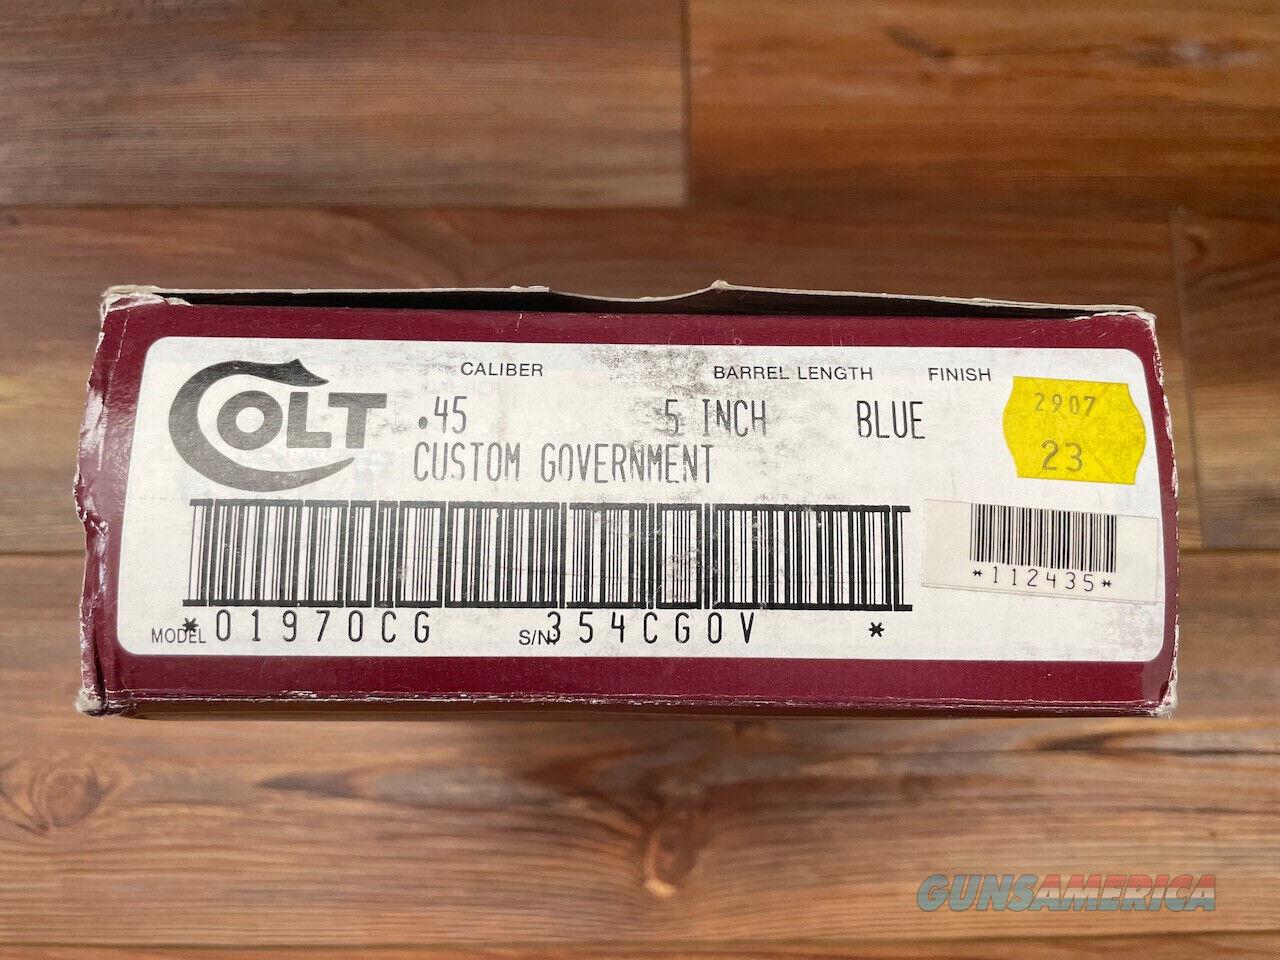 COLT
CALIBER BARREL LENGTH FINISH
.45 5 INCH BLUE
CUSTOM GOVERNMENT
2907
23
*112435*
MODEL *01970CG S/N. 354CGOV *
GUNSAMERICA